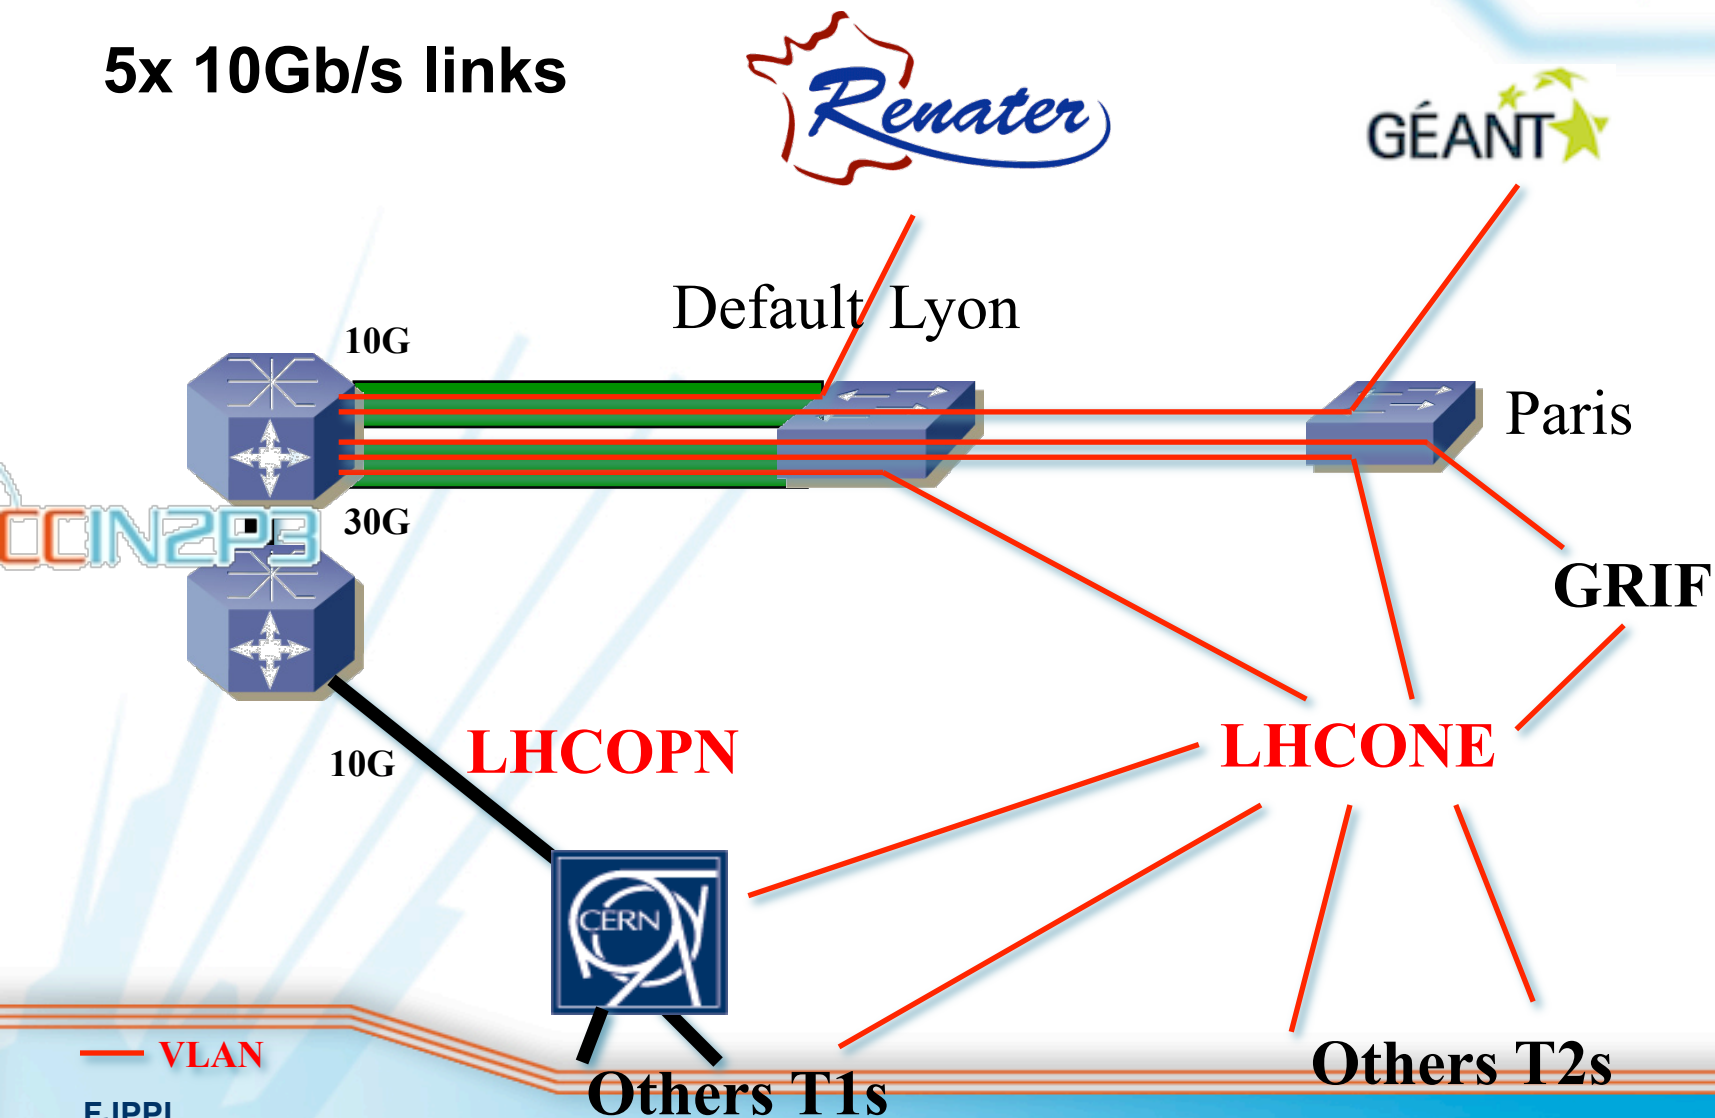 5x 10Gb/s links
Renater
GÉANT
Default Lyon
10G
Paris
30G
CCIN2P3
GRIF
LHCOPN
LHCONE
10G
CERN
VLAN
Others T1s
Others T2s
FJPPL